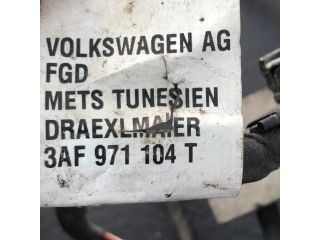 VOLKSWAGEN AG
FGD
METS TUNESIEN
DRAEXLMAIER
3AF 971 104 T